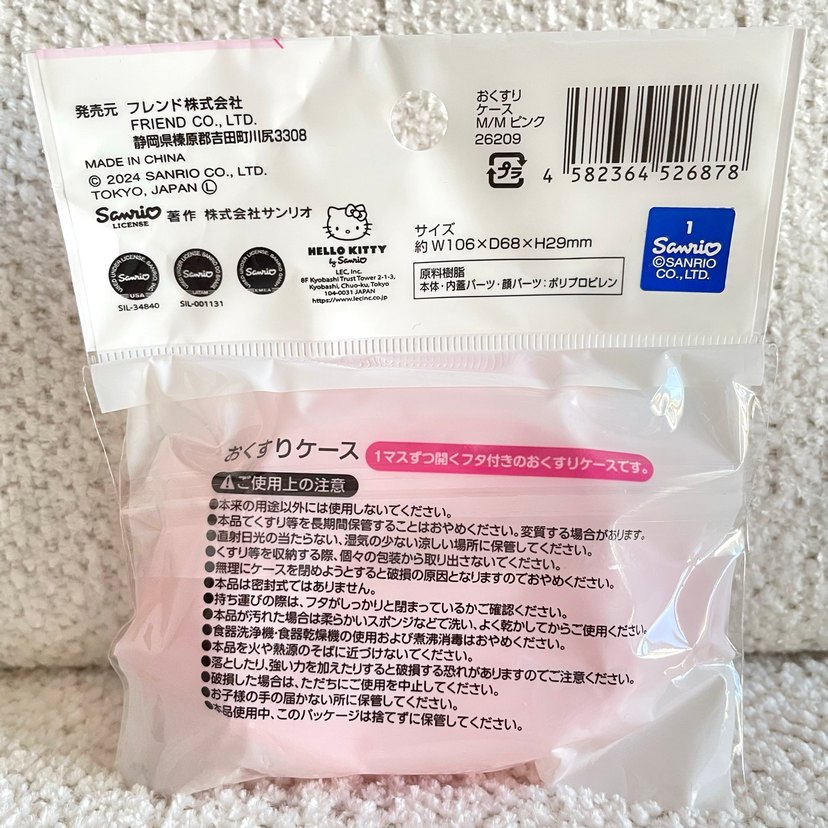 発売元 フレンド株式会社
FRIEND CO., LTD.
静岡県榛原郡吉田町川尻3308
MADE IN CHINA
© 2024 SANRIO CO., LTD.
TOKYO, JAPAN Ⓛ
Sanrio
LICENSE
著作 株式会社サンリオ
Sanrio
USA
SIL-34840
Sanrio
LATAM
SIL-001131
Sanrio
EMEA
HELLO KITTY
by Sanrio
LEC, Inc.
8F Kyobashi Trust Tower 2-1-3,
Kyobashi, Chuo-ku, Tokyo
104-0031 JAPAN
https://www.lecinc.co.jp
おくすり
ケース
M/M ピンク
26209
プラ
4 582364 526878
サイズ
約 W106×D68×H29mm
原料樹脂
本体・内蓋パーツ・顔パーツ：ポリプロピレン
1
Sanrio
©SANRIO
CO., LTD.
おくすりケース
1マスずつ開くフタ付きのおくすりケースです。
⚠ご使用上の注意
●本来の用途以外には使用しないでください。
●本品でくすり等を長期間保管することはおやめください。変質する場合があります。
●直射日光の当たらない、湿気の少ない涼しい場所に保管してください。
●くすり等を収納する際、個々の包装から取り出さないでください。
●無理にケースを閉めようとすると破損の原因となりますのでおやめください。
●本品は密封式ではありません。
●持ち運びの際は、フタがしっかりと閉まっているかご確認ください。
●本品が汚れた場合は柔らかいスポンジなどで洗い、よく乾かしてからご使用ください。
●食器洗浄機・食器乾燥機の使用および煮沸消毒はおやめください。
●本品を火や熱源のそばに近づけないでください。
●落としたり、強い力を加えたりすると破損する恐れがありますのでご注意ください。
●破損した場合は、ただちにご使用を中止してください。
●お子様の手の届かない所に保管してください。
●本品使用中、このパッケージは捨てずに保管してください。